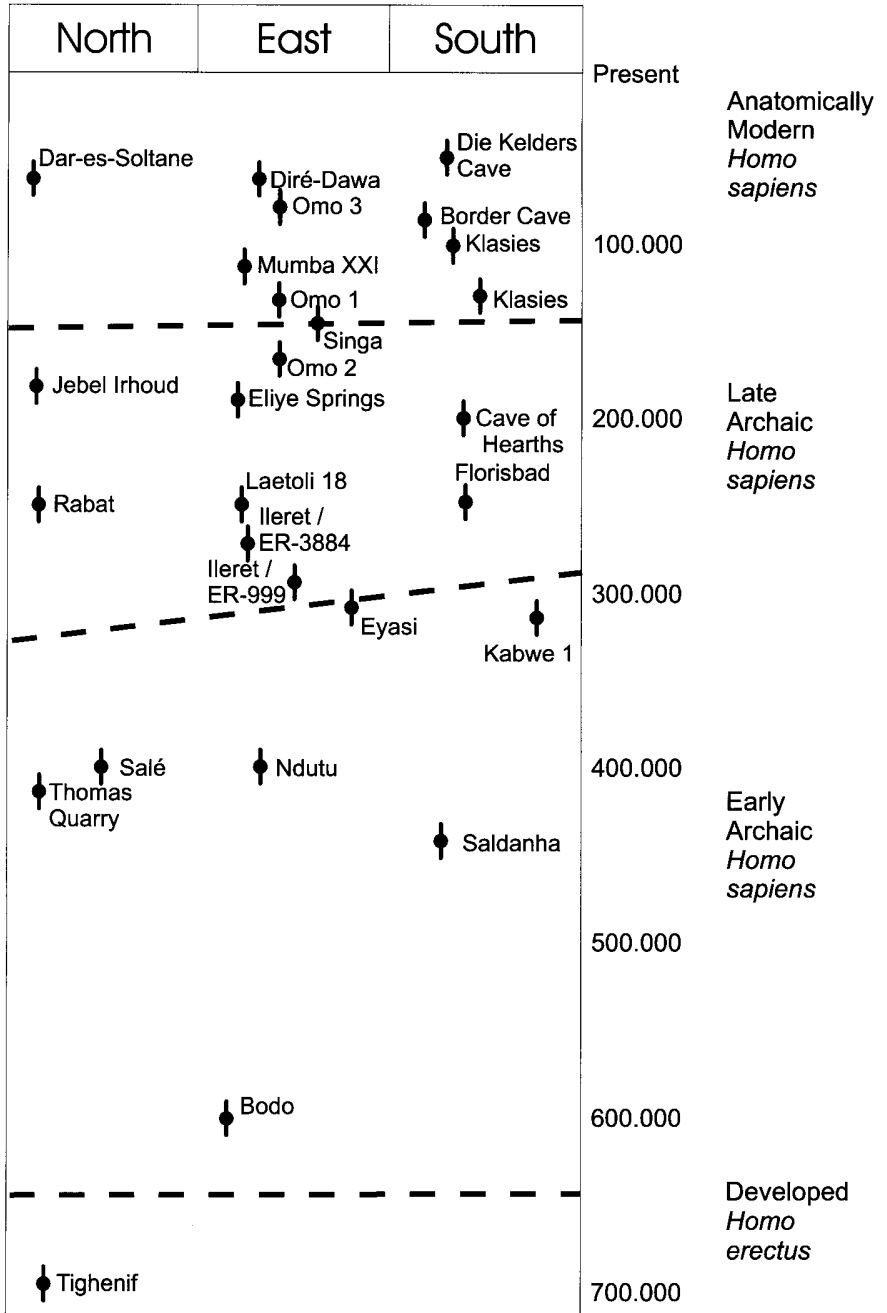 North East South
Present
Anatomically
Modern
Homo
sapiens
Dar-es-Soltane
Die Kelders
Cave
Diré-Dawa
Omo 3
Border Cave
Klasies
100.000
Mumba XXI
Omo 1
Klasies
Singa
Omo 2
Jebel Irhoud
Eliye Springs
Cave of
Hearths
200.000
Late
Archaic
Homo
sapiens
Florisbad
Laetoli 18
Rabat
Ileret /
ER-3884
Ileret /
ER-999
300.000
Eyasi
Kabwe 1
Salé
Ndutu
400.000
Thomas
Quarry
Saldanha
Early
Archaic
Homo
sapiens
500.000
Bodo
600.000
Developed
Homo
erectus
Tighenif
700.000